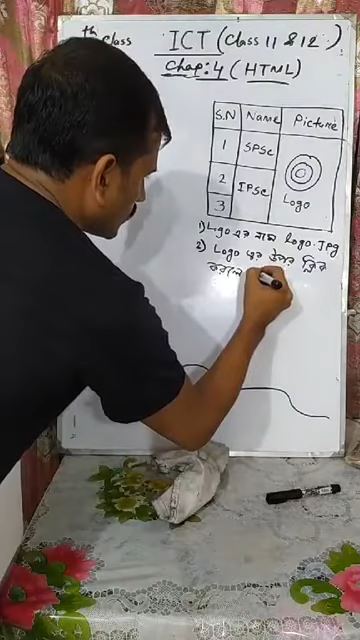 th Class
ICT (Class 11 & 12)
Chap: 4 (HTML)
S.N Name Picture
1 SPSC
2 IPSC
3
Logo
1) Logo এর নাম logo.jpg
2) Logo এর উপর ক্লিক
করলে